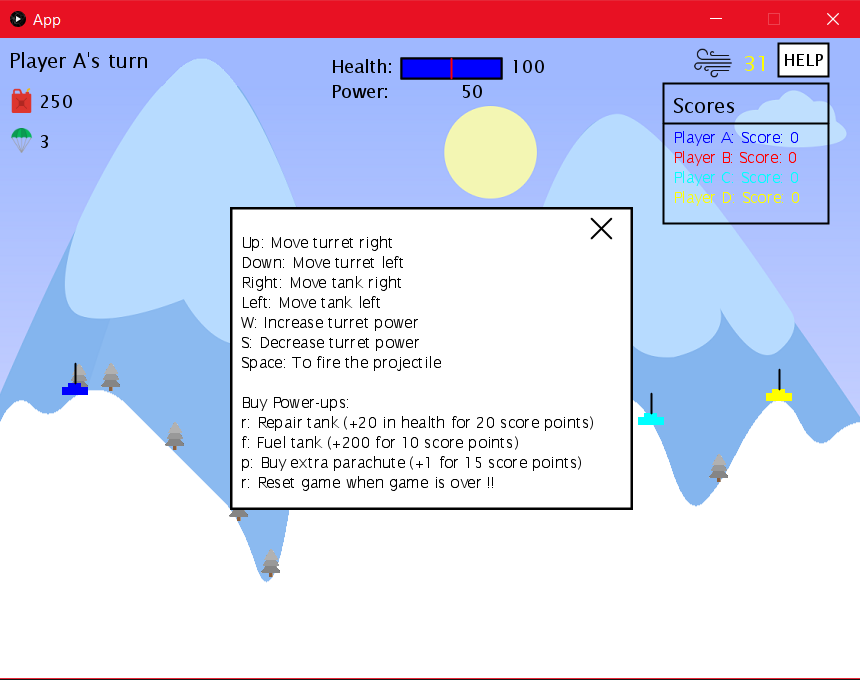 App
Player A's turn
Health: 100
31
HELP
Power: 50
250
3
Scores
Player A: Score: 0
Player B: Score: 0
Player C: Score: 0
Player D: Score: 0
Up: Move turret right
Down: Move turret left
Right: Move tank right
Left: Move tank left
W: Increase turret power
S: Decrease turret power
Space: To fire the projectile
Buy Power-ups:
r: Repair tank (+20 in health for 20 score points)
f: Fuel tank (+200 for 10 score points)
p: Buy extra parachute (+1 for 15 score points)
r: Reset game when game is over !!